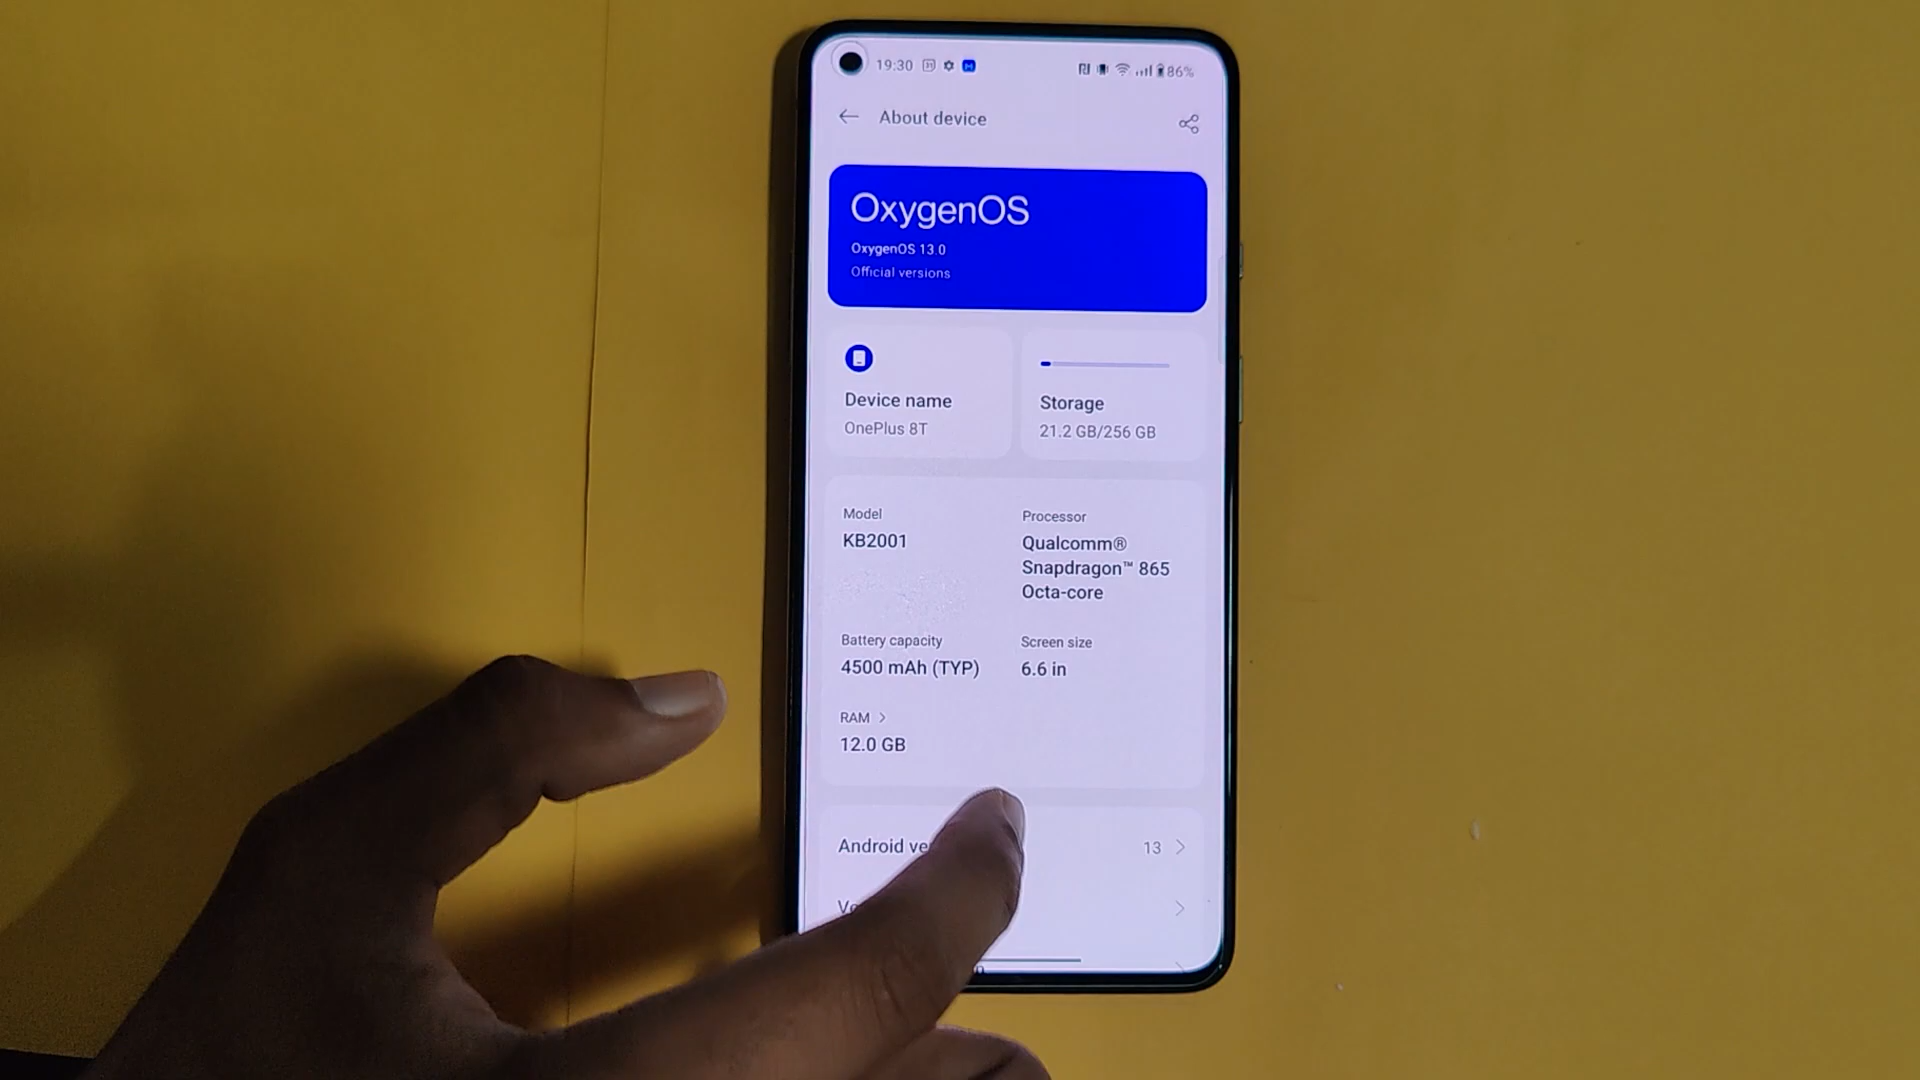 19:30
86%
About device
OxygenOS
OxygenOS 13.0
Official versions
Device name
OnePlus 8T
Storage
21.2 GB/256 GB
Model
KB2001
Processor
Qualcomm®
Snapdragon™ 865
Octa-core
Battery capacity
4500 mAh (TYP)
Screen size
6.6 in
RAM >
12.0 GB
Android ve
13 >